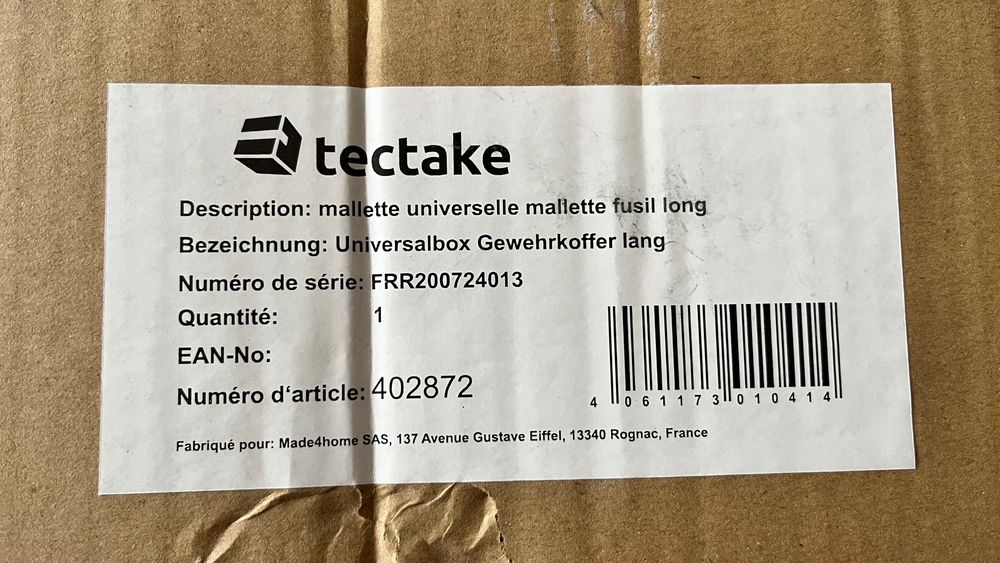 tectake
Description: mallette universelle mallette fusil long
Bezeichnung: Universalbox Gewehrkoffer lang
Numéro de série: FRR200724013
Quantité: 1
EAN-No:
Numéro d‘article: 402872
4 061173 010414
Fabriqué pour: Made4home SAS, 137 Avenue Gustave Eiffel, 13340 Rognac, France